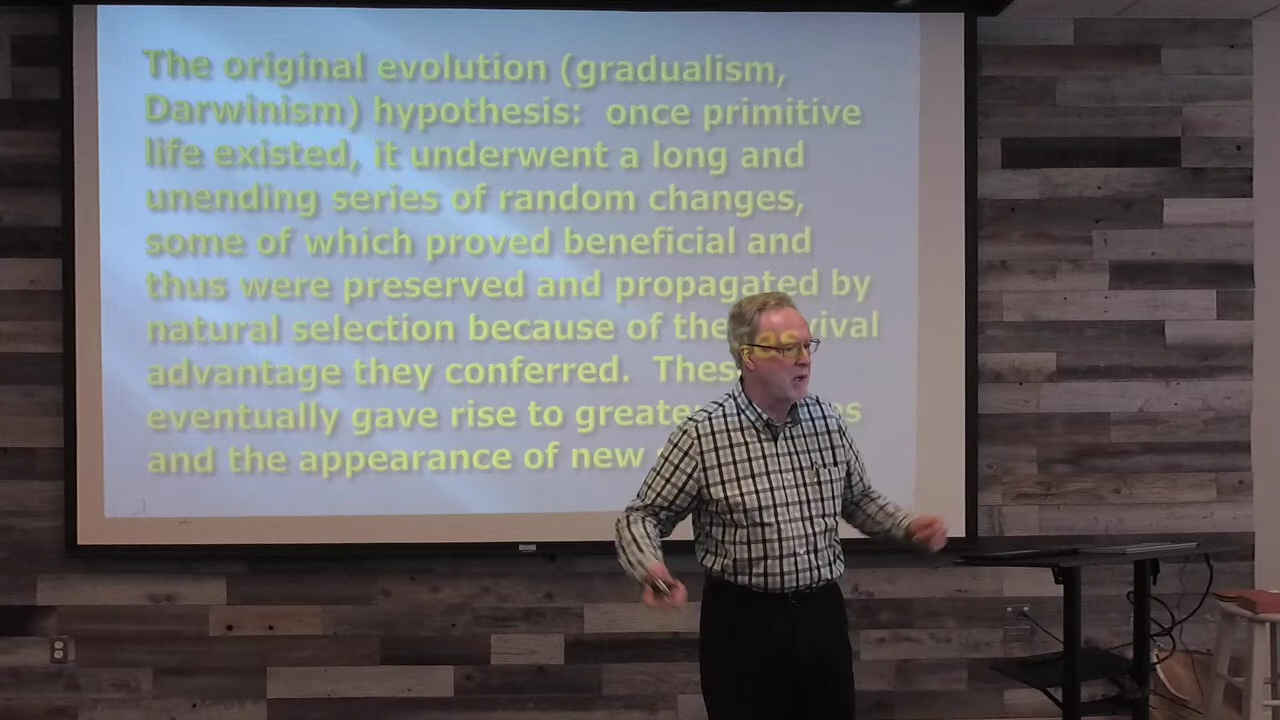 The original evolution (gradualism,
Darwinism) hypothesis: once primitive
life existed, it underwent a long and
unending series of random changes,
some of which proved beneficial and
thus were preserved and propagated by
natural selection because of the
advantage they conferred.
eventually gave rise to
and the appearance of new